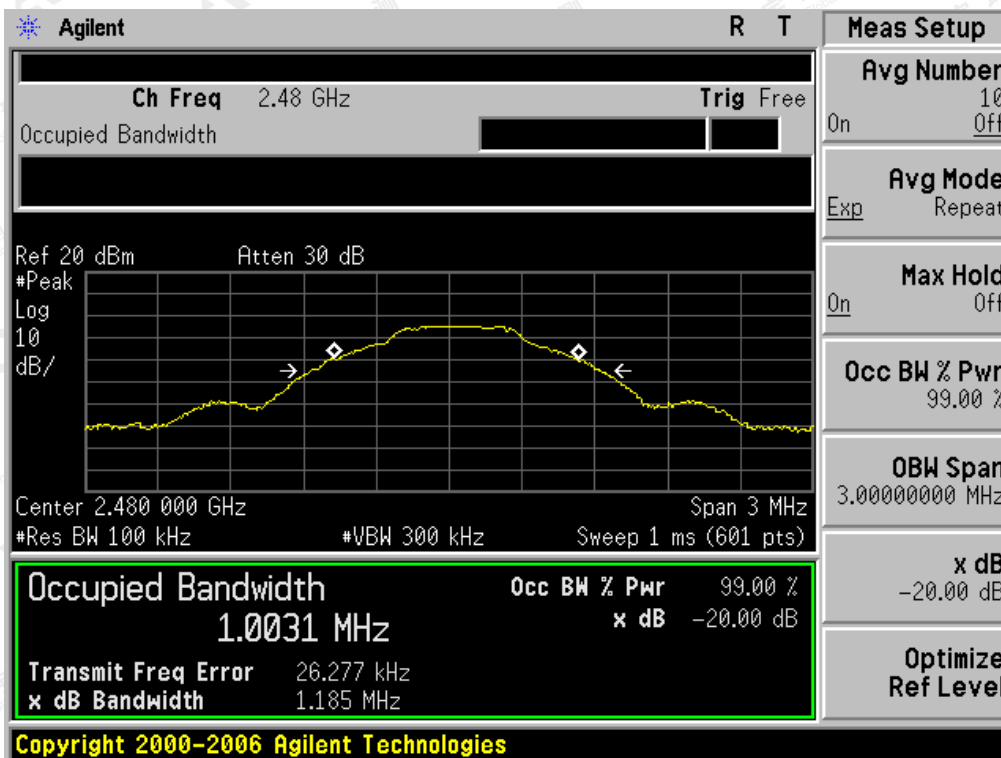 Agilent R T
Ch Freq 2.48 GHz Trig Free
Occupied Bandwidth
Ref 20 dBm Atten 30 dB
#Peak
Log
10
dB/
Center 2.480 000 GHz Span 3 MHz
#Res BW 100 kHz #VBW 300 kHz Sweep 1 ms (601 pts)
Occupied Bandwidth Occ BW % Pwr 99.00 %
1.0031 MHz x dB -20.00 dB
Transmit Freq Error 26.277 kHz
x dB Bandwidth 1.185 MHz
Copyright 2000-2006 Agilent Technologies
Meas Setup
Avg Number
10
On Off
Avg Mode
Exp Repeat
Max Hold
On Off
Occ BW % Pwr
99.00 %
OBW Span
3.00000000 MHz
x dB
-20.00 dB
Optimize
Ref Level